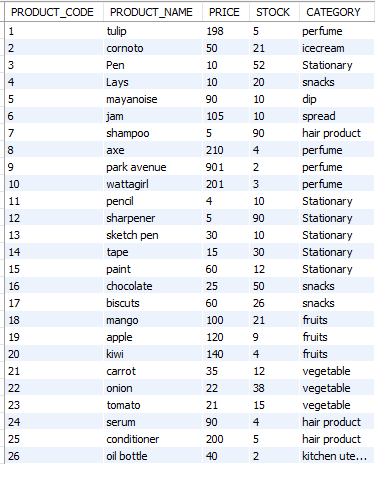 PRODUCT_CODE PRODUCT_NAME PRICE STOCK CATEGORY
1 tulip 198 5 perfume
2 cornoto 50 21 icecream
3 Pen 10 52 Stationary
4 Lays 10 20 snacks
5 mayanoise 90 10 dip
6 jam 105 10 spread
7 shampoo 5 90 hair product
8 axe 210 4 perfume
9 park avenue 901 2 perfume
10 wattagirl 201 3 perfume
11 pencil 4 10 Stationary
12 sharpener 5 90 Stationary
13 sketch pen 30 10 Stationary
14 tape 15 30 Stationary
15 paint 60 12 Stationary
16 chocolate 25 50 snacks
17 biscuts 60 26 snacks
18 mango 100 21 fruits
19 apple 120 9 fruits
20 kiwi 140 4 fruits
21 carrot 35 12 vegetable
22 onion 22 38 vegetable
23 tomato 21 15 vegetable
24 serum 90 4 hair product
25 conditioner 200 5 hair product
26 oil bottle 40 2 kitchen ute...